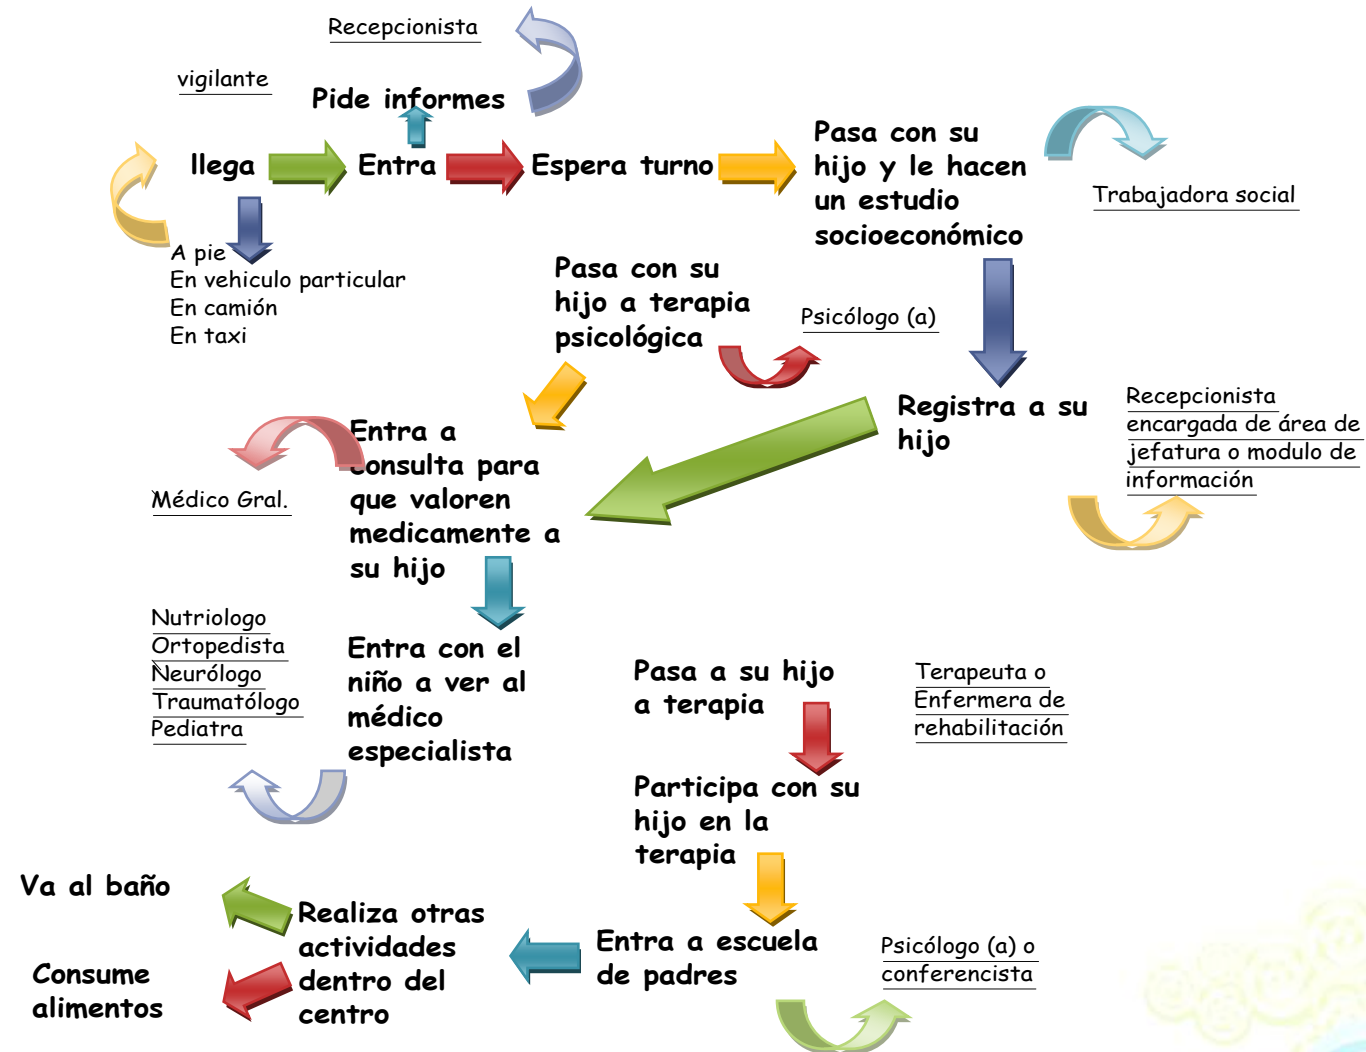 Recepcionista
vigilante
Pide informes
llega
Entra
Espera turno
Pasa con su
hijo y le hacen
un estudio
socioeconómico
Trabajadora social
A pie
En vehiculo particular
En camión
En taxi
Pasa con su
hijo a terapia
psicológica
Psicólogo (a)
Registra a su
hijo
Recepcionista
encargada de área de
jefatura o modulo de
información
Entra a
consulta para
que valoren
medicamente a
su hijo
Médico Gral.
Nutriologo
Ortopedista
Neurólogo
Traumatólogo
Pediatra
Entra con el
niño a ver al
médico
especialista
Pasa a su hijo
a terapia
Terapeuta o
Enfermera de
rehabilitación
Participa con su
hijo en la
terapia
Va al baño
Realiza otras
actividades
dentro del
centro
Entra a escuela
de padres
Psicólogo (a) o
conferencista
Consume
alimentos